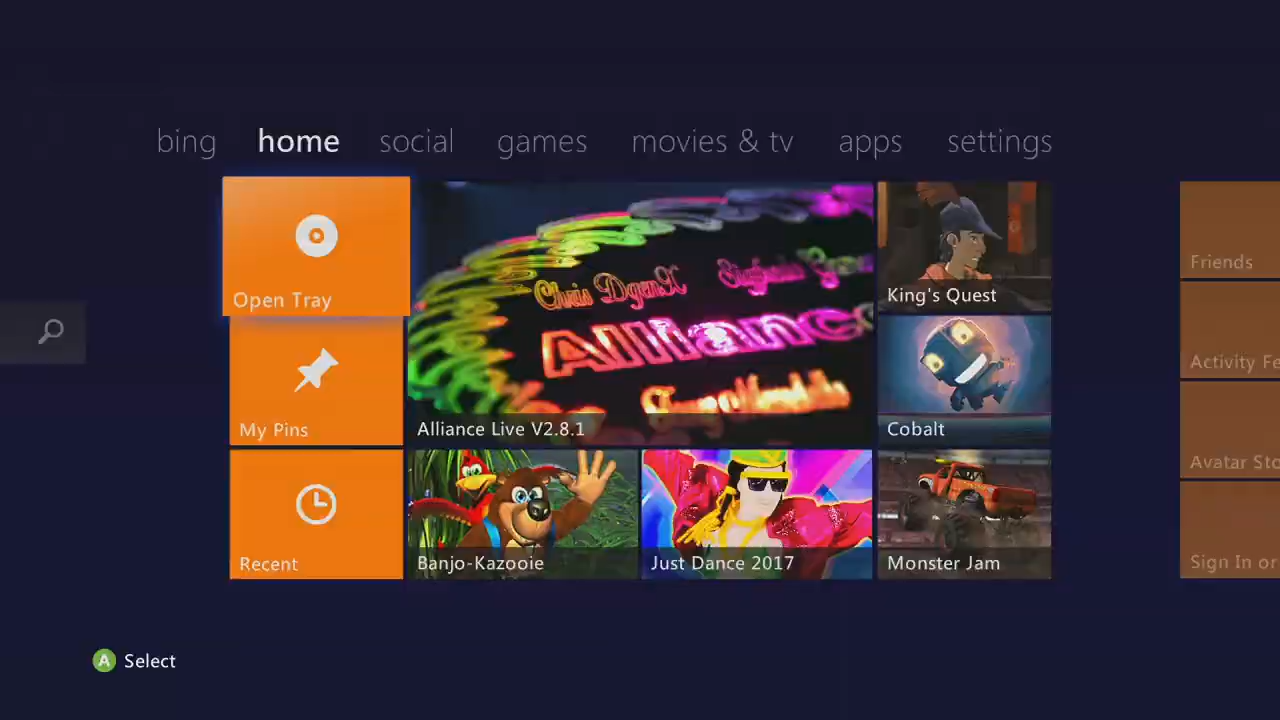 bing home social games movies & tv apps settings
Open Tray
My Pins
Recent
Chris DgenX
Alliance
Alliance Live V2.8.1
Banjo-Kazooie
Just Dance 2017
King's Quest
Cobalt
Monster Jam
Friends
Activity Fe
Avatar Sto
Sign In or
A Select